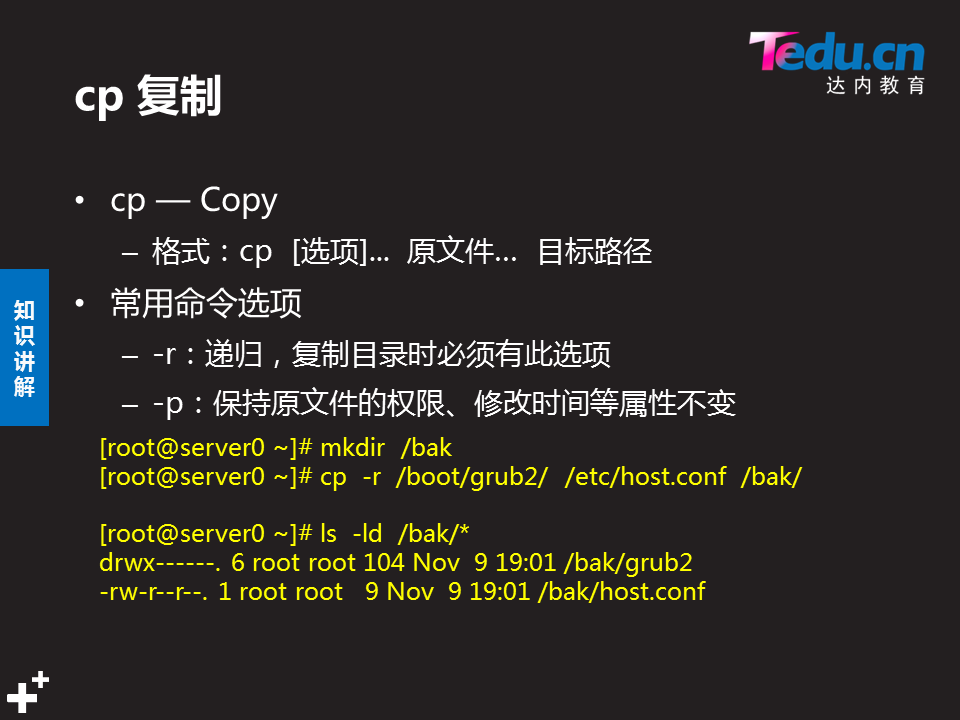 Tedu.cn
达内教育
cp 复制
• cp — Copy
– 格式：cp [选项]... 原文件… 目标路径
• 常用命令选项
– -r：递归，复制目录时必须有此选项
– -p：保持原文件的权限、修改时间等属性不变
知识讲解
[root@server0 ~]# mkdir /bak
[root@server0 ~]# cp -r /boot/grub2/ /etc/host.conf /bak/
[root@server0 ~]# ls -ld /bak/*
drwx------. 6 root root 104 Nov 9 19:01 /bak/grub2
-rw-r--r--. 1 root root 9 Nov 9 19:01 /bak/host.conf